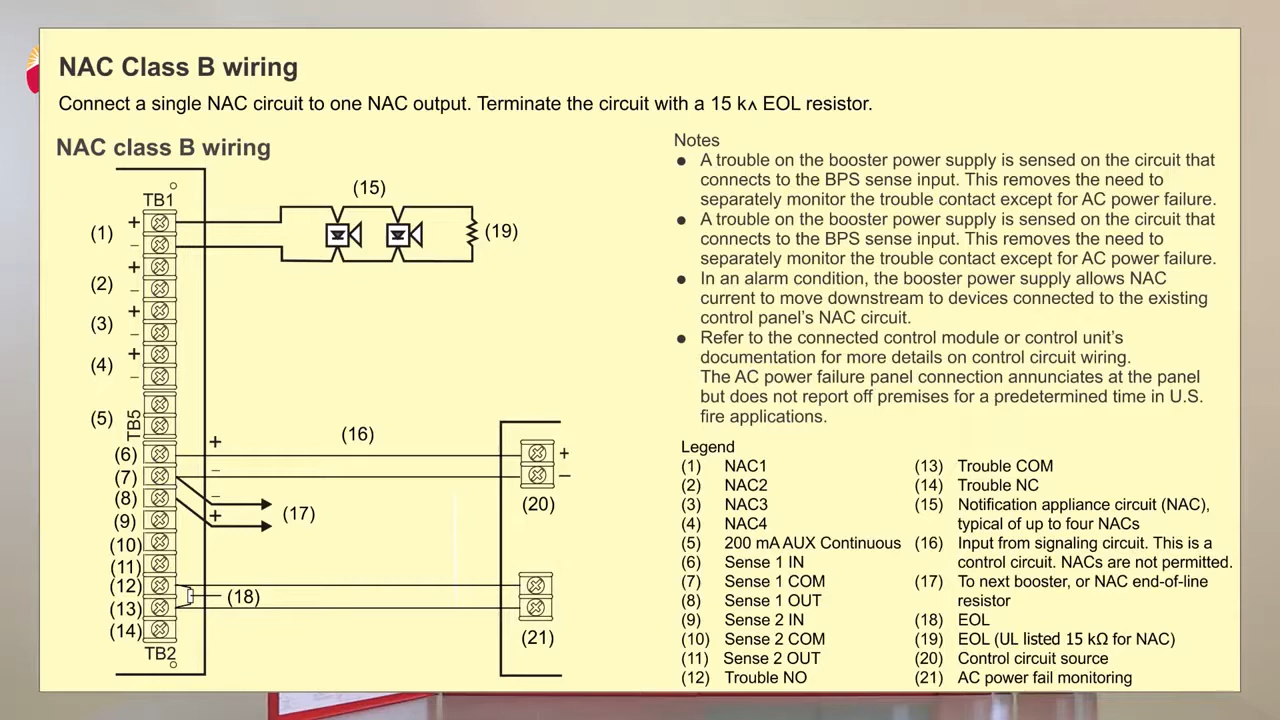 NAC Class B wiring
Connect a single NAC circuit to one NAC output. Terminate the circuit with a 15 k^ EOL resistor.
NAC class B wiring
TB1
(1)
+
–
(2)
+
–
(3)
+
–
(4)
+
–
(5)
TB5
(6)
(7)
(8)
(9)
(10)
(11)
(12)
(13)
(14)
TB2
(15)
(19)
(16)
+
–
–
+
(17)
(18)
+
–
(20)
(21)
Notes
● A trouble on the booster power supply is sensed on the circuit that
connects to the BPS sense input. This removes the need to
separately monitor the trouble contact except for AC power failure.
● A trouble on the booster power supply is sensed on the circuit that
connects to the BPS sense input. This removes the need to
separately monitor the trouble contact except for AC power failure.
● In an alarm condition, the booster power supply allows NAC
current to move downstream to devices connected to the existing
control panel's NAC circuit.
● Refer to the connected control module or control unit's
documentation for more details on control circuit wiring.
The AC power failure panel connection annunciates at the panel
but does not report off premises for a predetermined time in U.S.
fire applications.
Legend
(1) NAC1
(2) NAC2
(3) NAC3
(4) NAC4
(5) 200 mA AUX Continuous
(6) Sense 1 IN
(7) Sense 1 COM
(8) Sense 1 OUT
(9) Sense 2 IN
(10) Sense 2 COM
(11) Sense 2 OUT
(12) Trouble NO
(13) Trouble COM
(14) Trouble NC
(15) Notification appliance circuit (NAC),
typical of up to four NACs
(16) Input from signaling circuit. This is a
control circuit. NACs are not permitted.
(17) To next booster, or NAC end-of-line
resistor
(18) EOL
(19) EOL (UL listed 15 kΩ for NAC)
(20) Control circuit source
(21) AC power fail monitoring